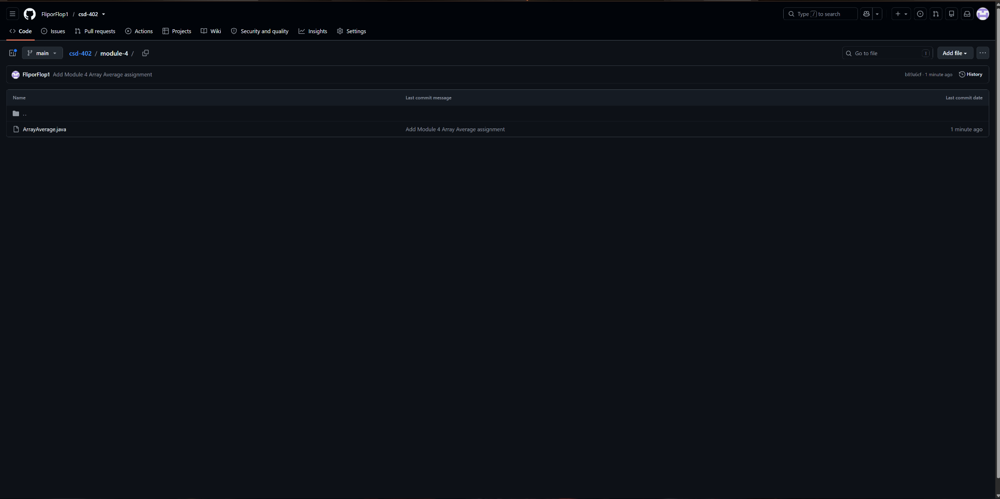 FliporFlop1 / csd-402 Type / to search
Code Issues Pull requests Actions Projects Wiki Security and quality Insights Settings
main csd-402 / module-4 / Go to file T Add file
FliporFlop1 Add Module 4 Array Average assignment b89a6cf · 1 minute ago History
Name Last commit message Last commit date
..
ArrayAverage.java Add Module 4 Array Average assignment 1 minute ago